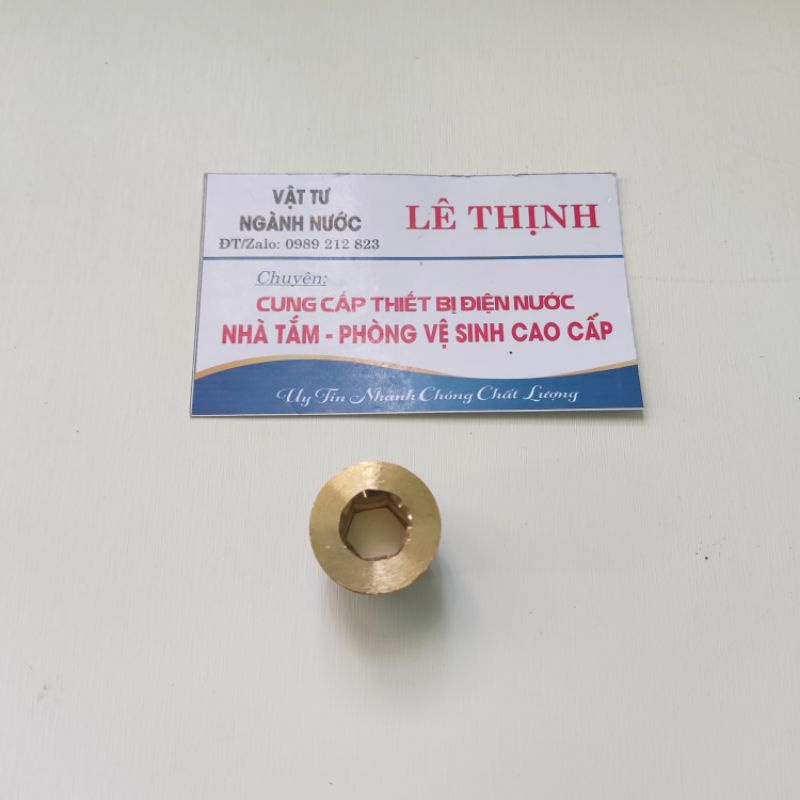 VẬT TƯ
NGÀNH NƯỚC
ĐT/Zalo: 0989 212 823
LÊ THỊNH
Chuyên:
CUNG CẤP THIẾT BỊ ĐIỆN NƯỚC
NHÀ TẮM - PHÒNG VỆ SINH CAO CẤP
Uy Tín Nhanh Chóng Chất Lượng